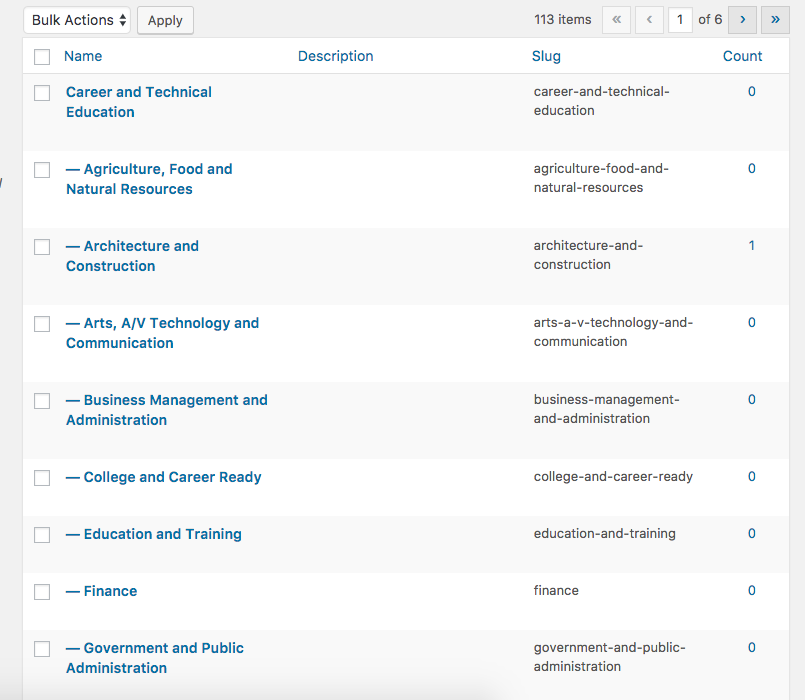 Bulk Actions Apply 113 items « ‹ 1 of 6 › »
Name Description Slug Count
Career and Technical Education career-and-technical-education 0
— Agriculture, Food and Natural Resources agriculture-food-and-natural-resources 0
— Architecture and Construction architecture-and-construction 1
— Arts, A/V Technology and Communication arts-a-v-technology-and-communication 0
— Business Management and Administration business-management-and-administration 0
— College and Career Ready college-and-career-ready 0
— Education and Training education-and-training 0
— Finance finance 0
— Government and Public Administration government-and-public-administration 0